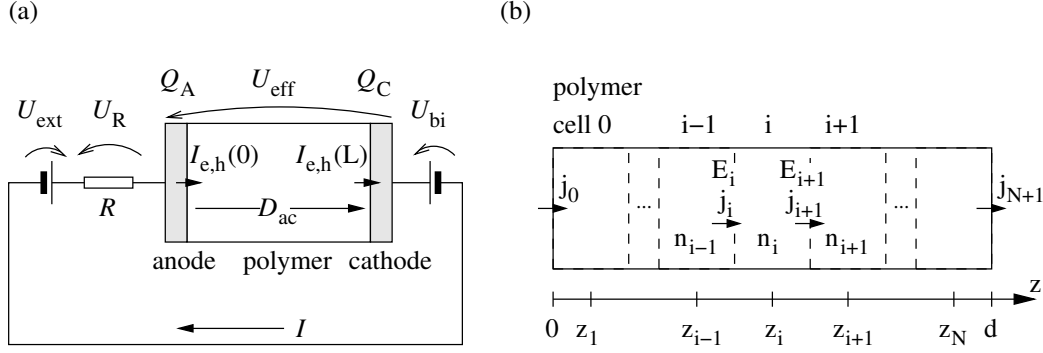 (a)
Q_A U_eff Q_C
U_ext U_R U_bi
I_e,h(0) I_e,h(L)
R D_ac
anode polymer cathode
I
(b)
polymer
cell 0 i−1 i i+1
E_i E_i+1
j_0 ... j_i j_i+1 ... j_N+1
n_i−1 n_i n_i+1
z
0 z_1 z_i−1 z_i z_i+1 z_N d